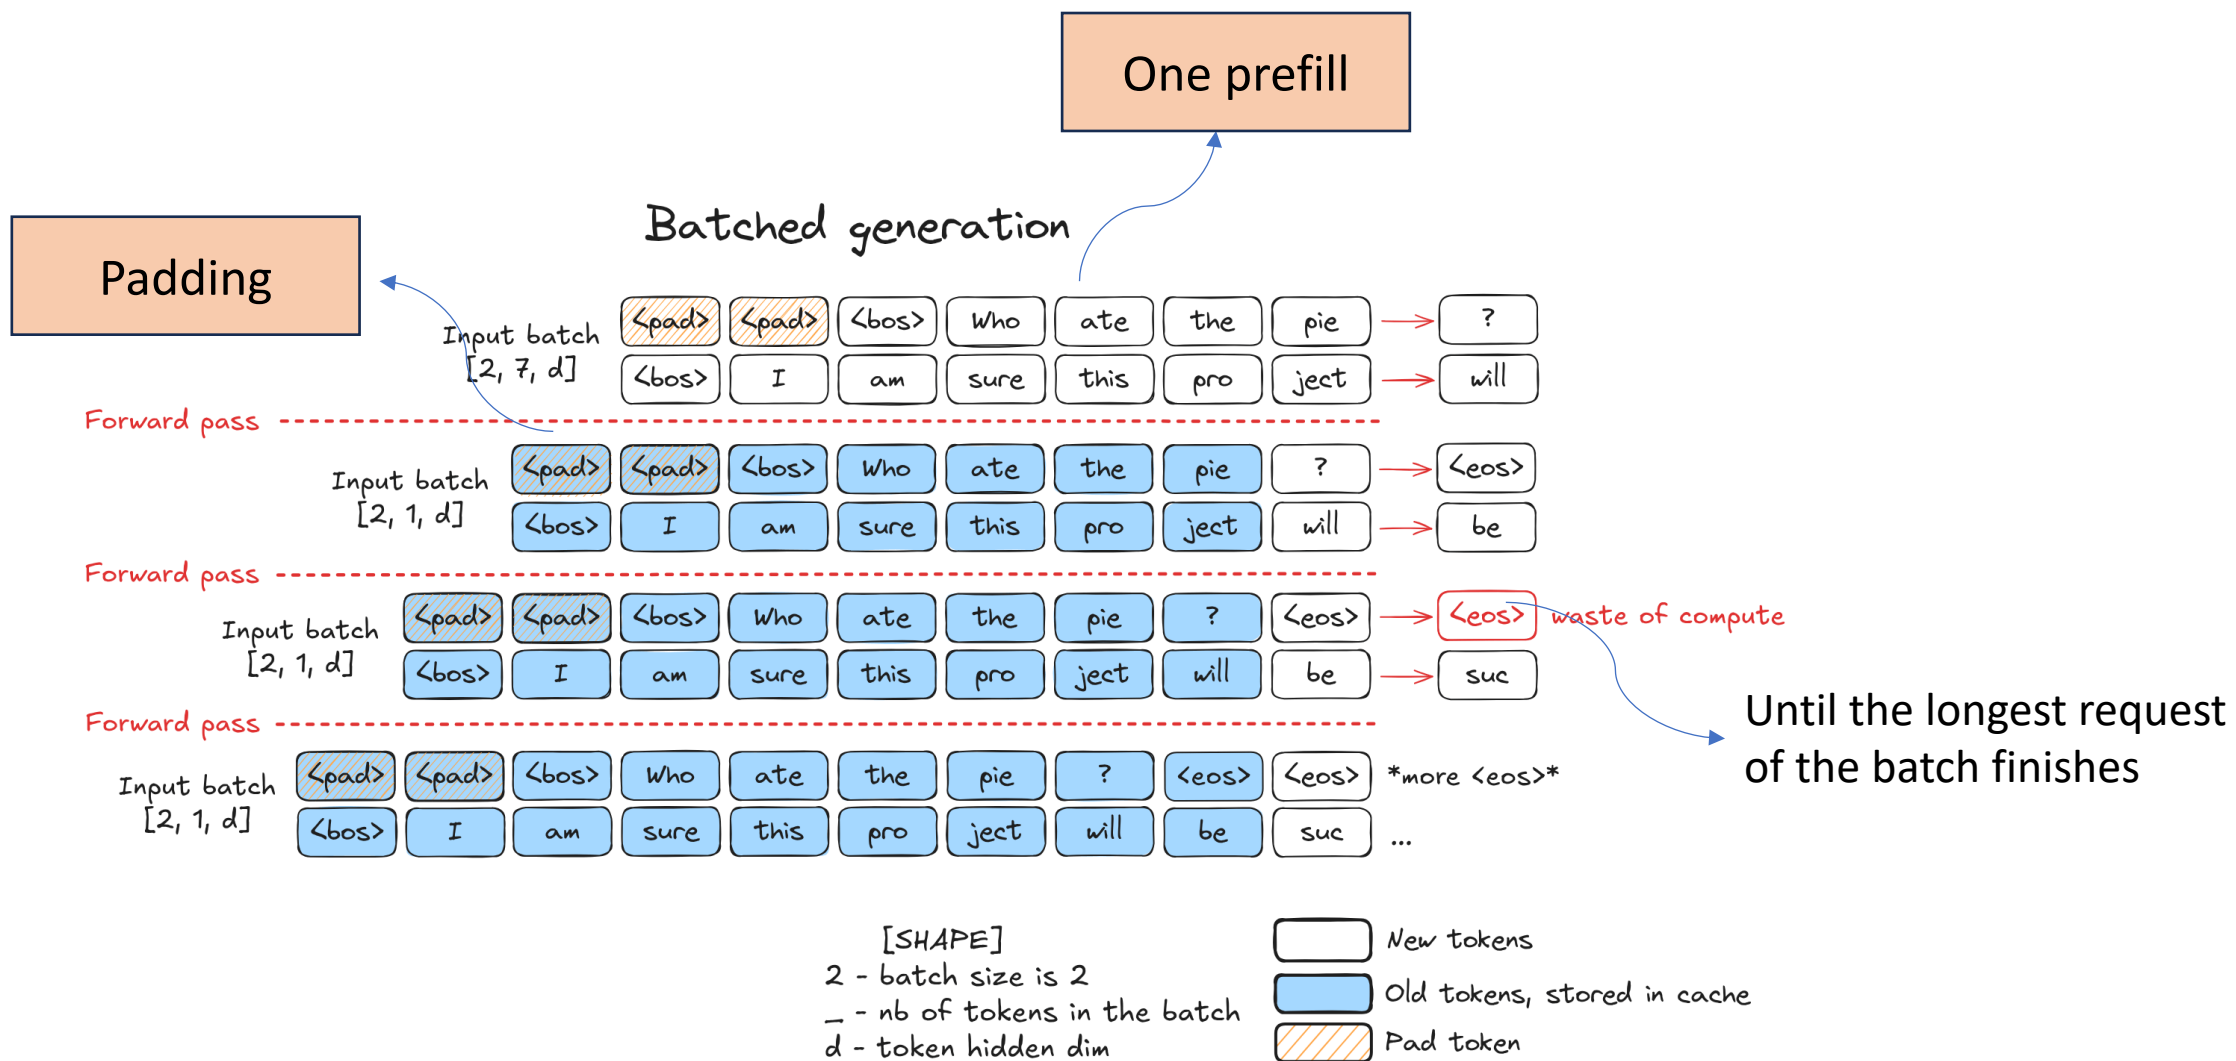 One prefill
Batched generation
Padding
Input batch
[2, 7, d]
<pad> <pad> <bos> Who ate the pie ?
<bos> I am sure this pro ject will
Forward pass
Input batch
[2, 1, d]
<pad> <pad> <bos> Who ate the pie ? <eos>
<bos> I am sure this pro ject will be
Forward pass
Input batch
[2, 1, d]
<pad> <pad> <bos> Who ate the pie ? <eos> <eos> waste of compute
<bos> I am sure this pro ject will be suc
Until the longest request
of the batch finishes
Forward pass
Input batch
[2, 1, d]
<pad> <pad> <bos> Who ate the pie ? <eos> <eos> *more <eos>*
<bos> I am sure this pro ject will be suc ...
[SHAPE]
2 - batch size is 2
_ - nb of tokens in the batch
d - token hidden dim
New tokens
Old tokens, stored in cache
Pad token